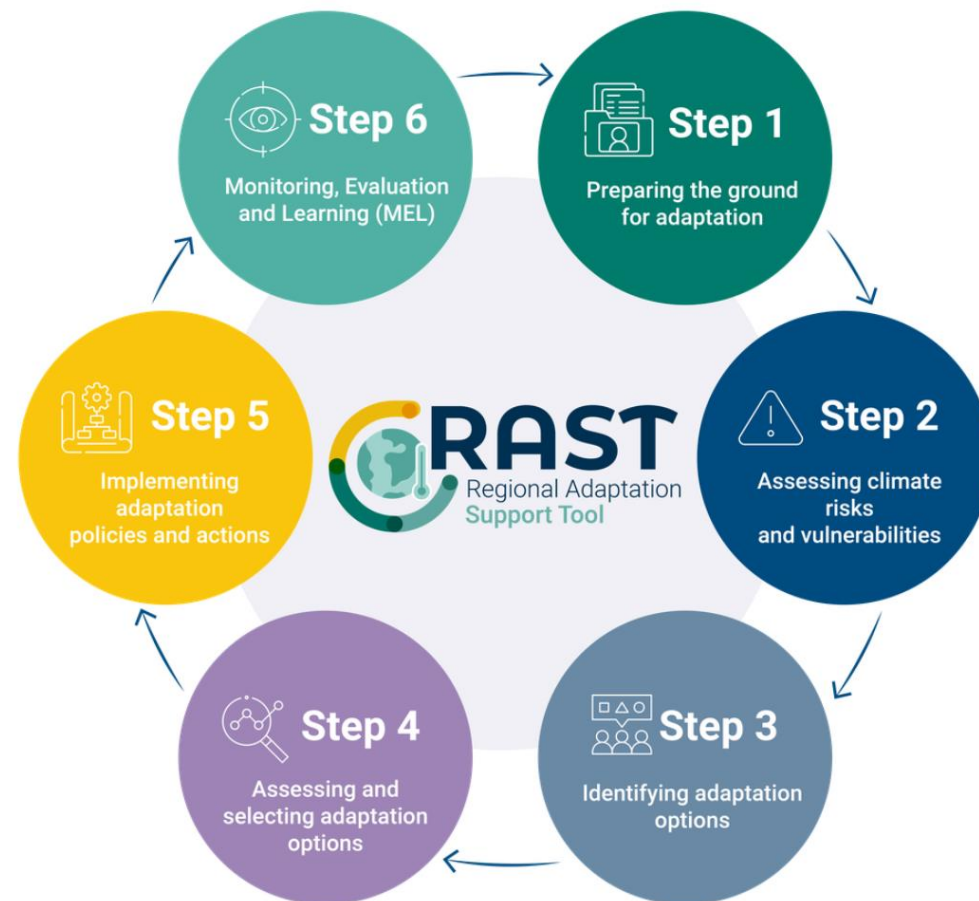 Step 1
Preparing the ground
for adaptation
Step 2
Assessing climate
risks
and vulnerabilities
Step 3
Identifying adaptation
options
Step 4
Assessing and
selecting adaptation
options
Step 5
Implementing
adaptation
policies and actions
Step 6
Monitoring, Evaluation
and Learning (MEL)
RAST
Regional Adaptation
Support Tool